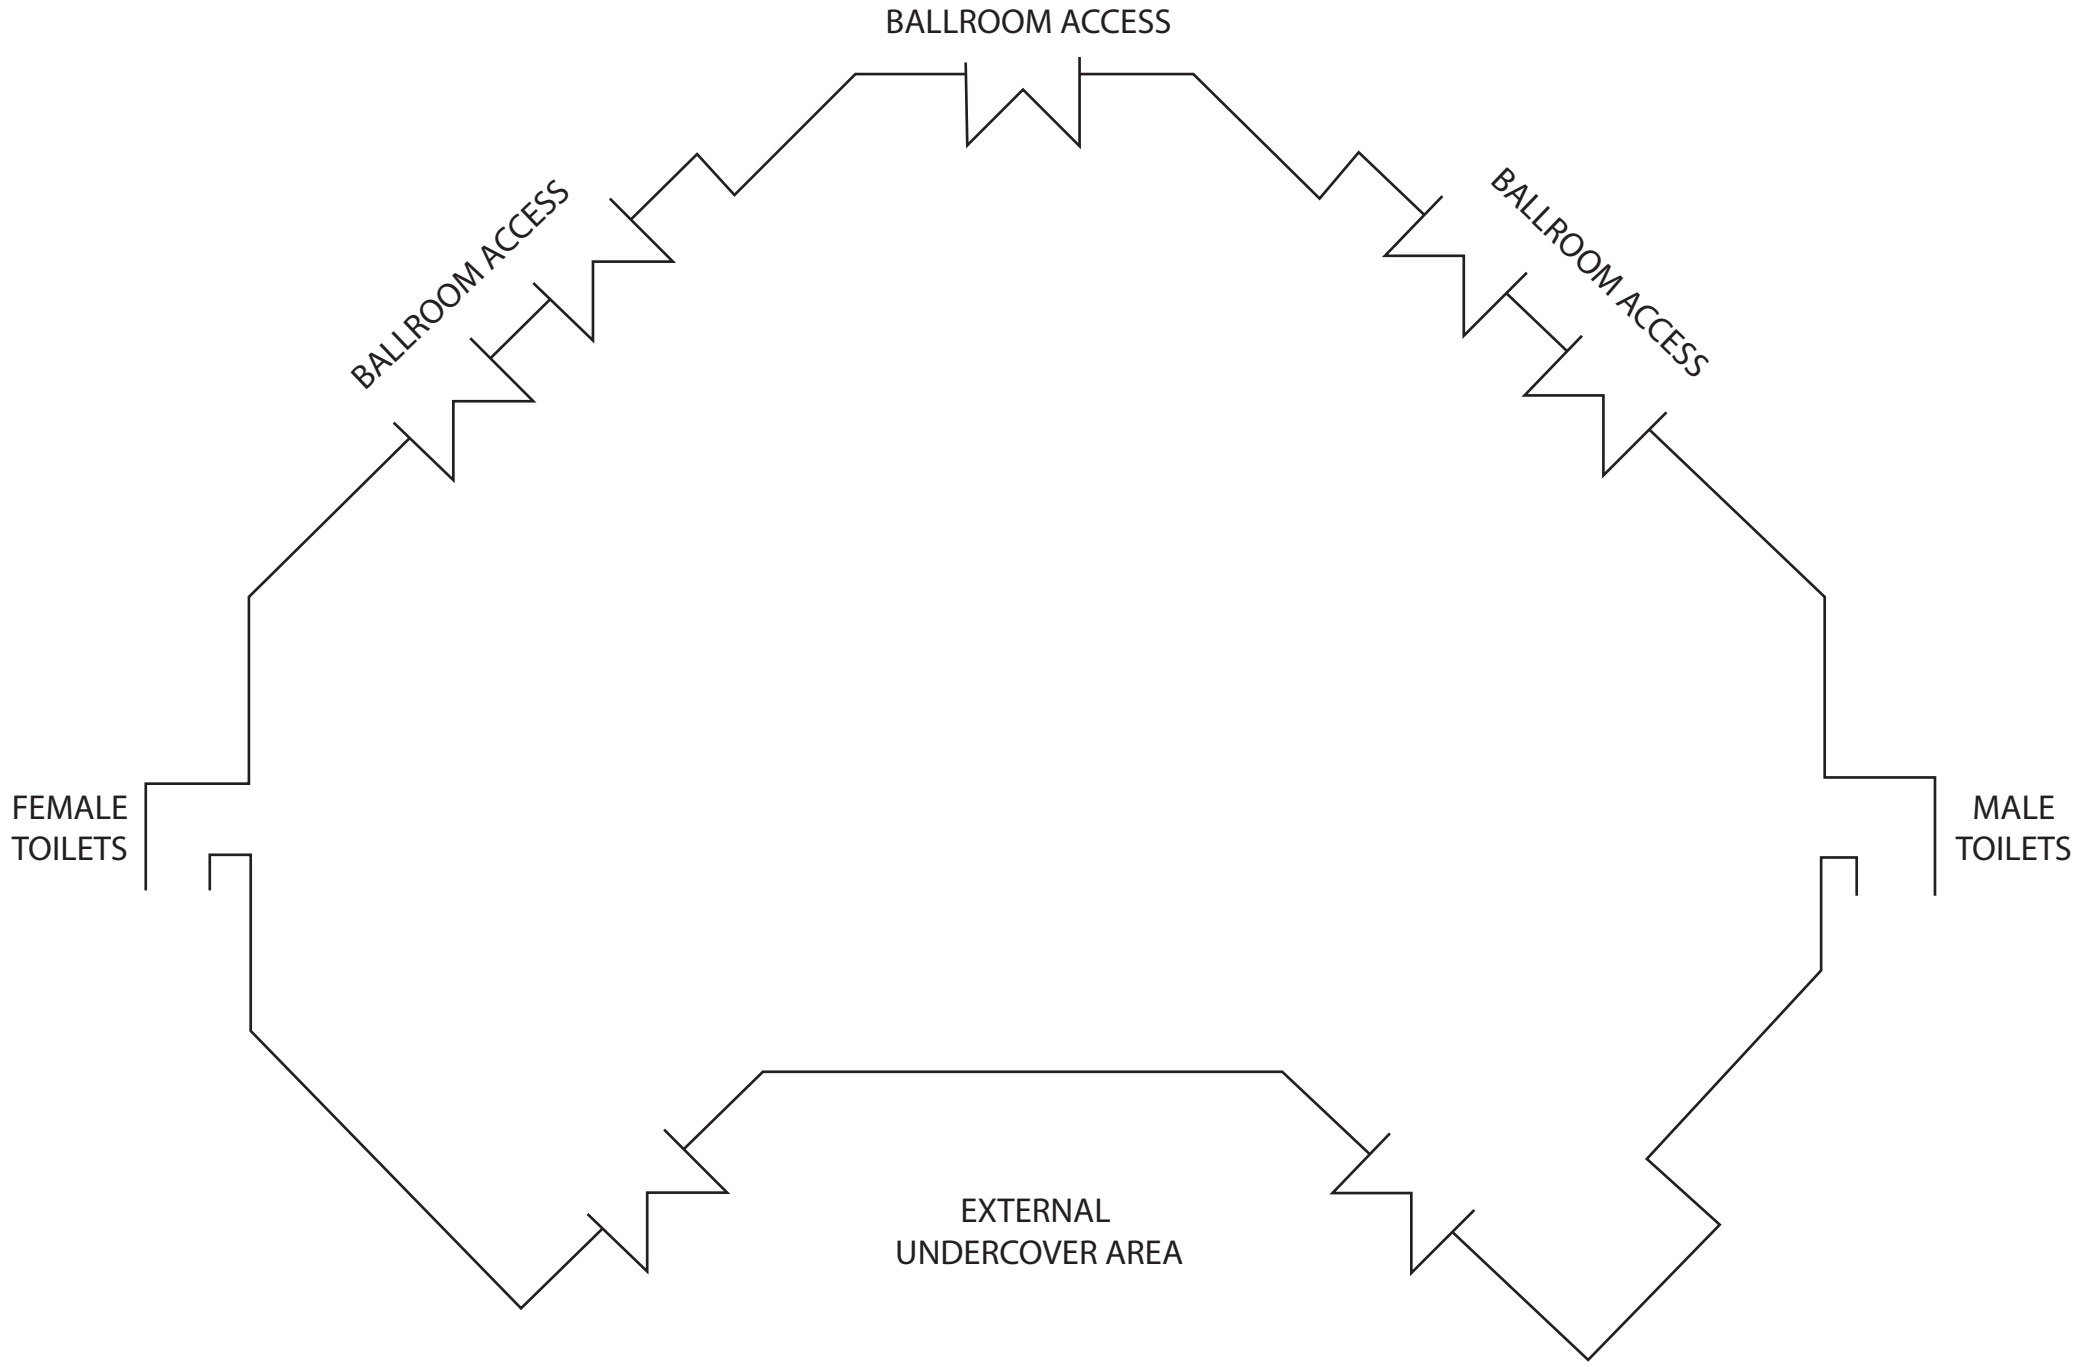 BALLROOM ACCESS
BALLROOM ACCESS
BALLROOM ACCESS
FEMALE
TOILETS
MALE
TOILETS
EXTERNAL
UNDERCOVER AREA